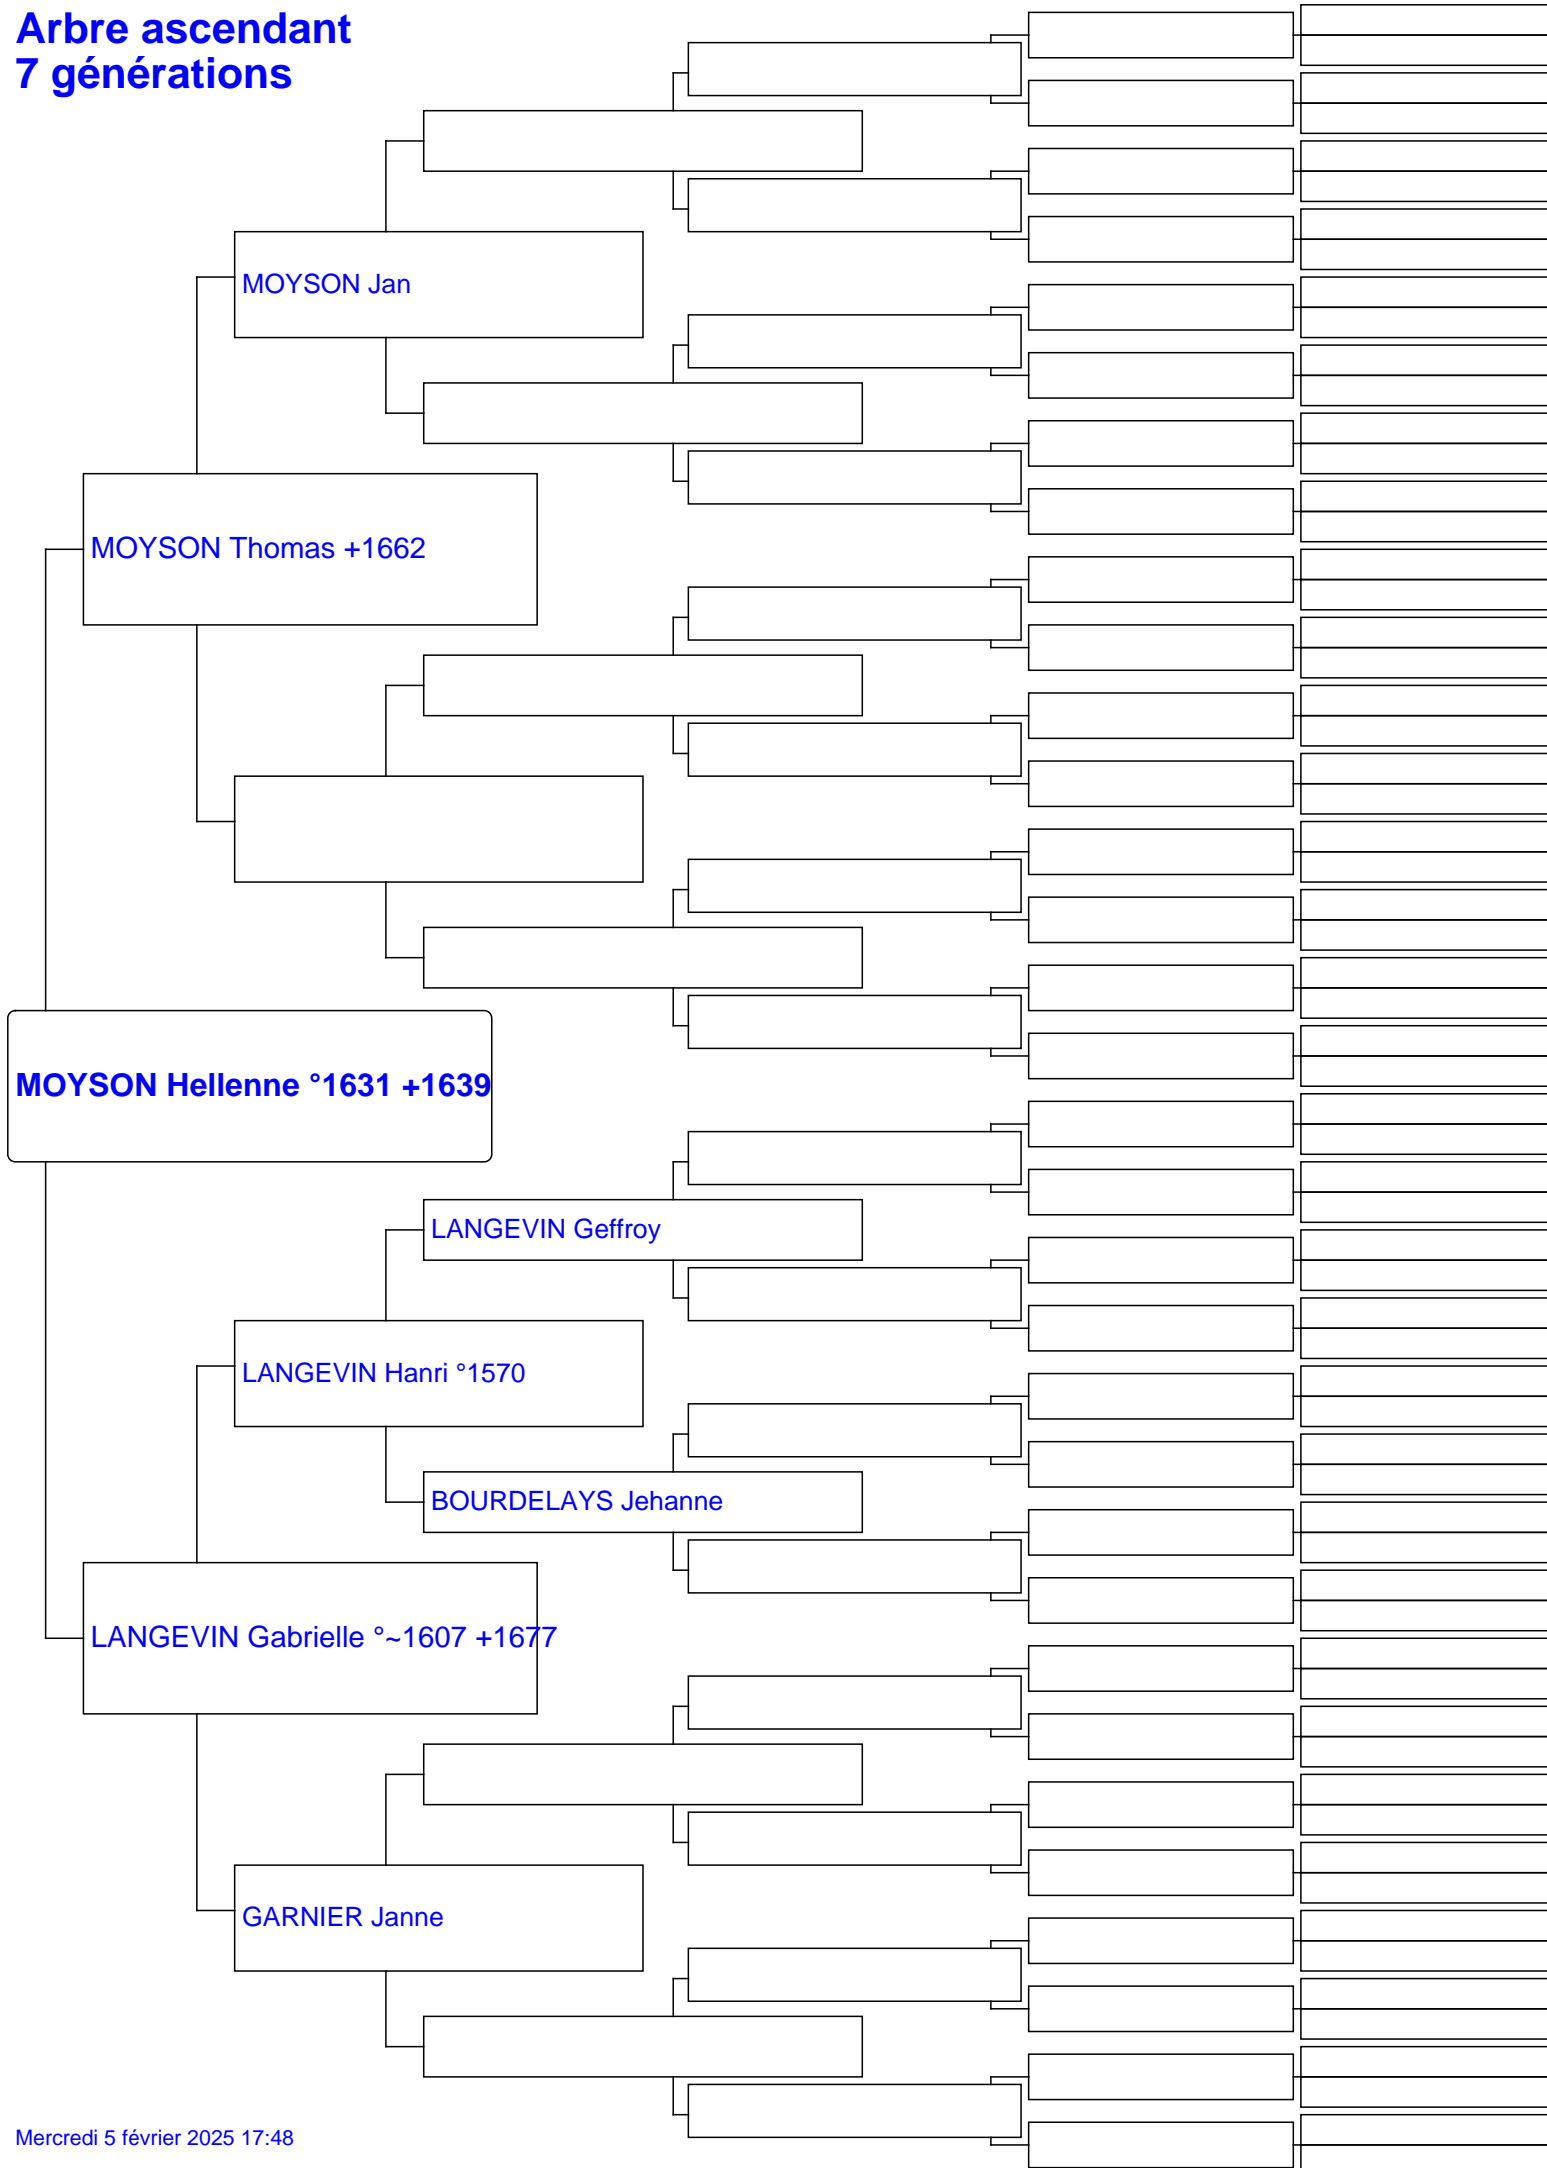 Arbre ascendant
7 générations
MOYSON Jan
MOYSON Thomas +1662
MOYSON Hellenne °1631 +1639
LANGEVIN Geffroy
LANGEVIN Hanri °1570
BOURDELAYS Jehanne
LANGEVIN Gabrielle °~1607 +1677
GARNIER Janne
Mercredi 5 février 2025 17:48